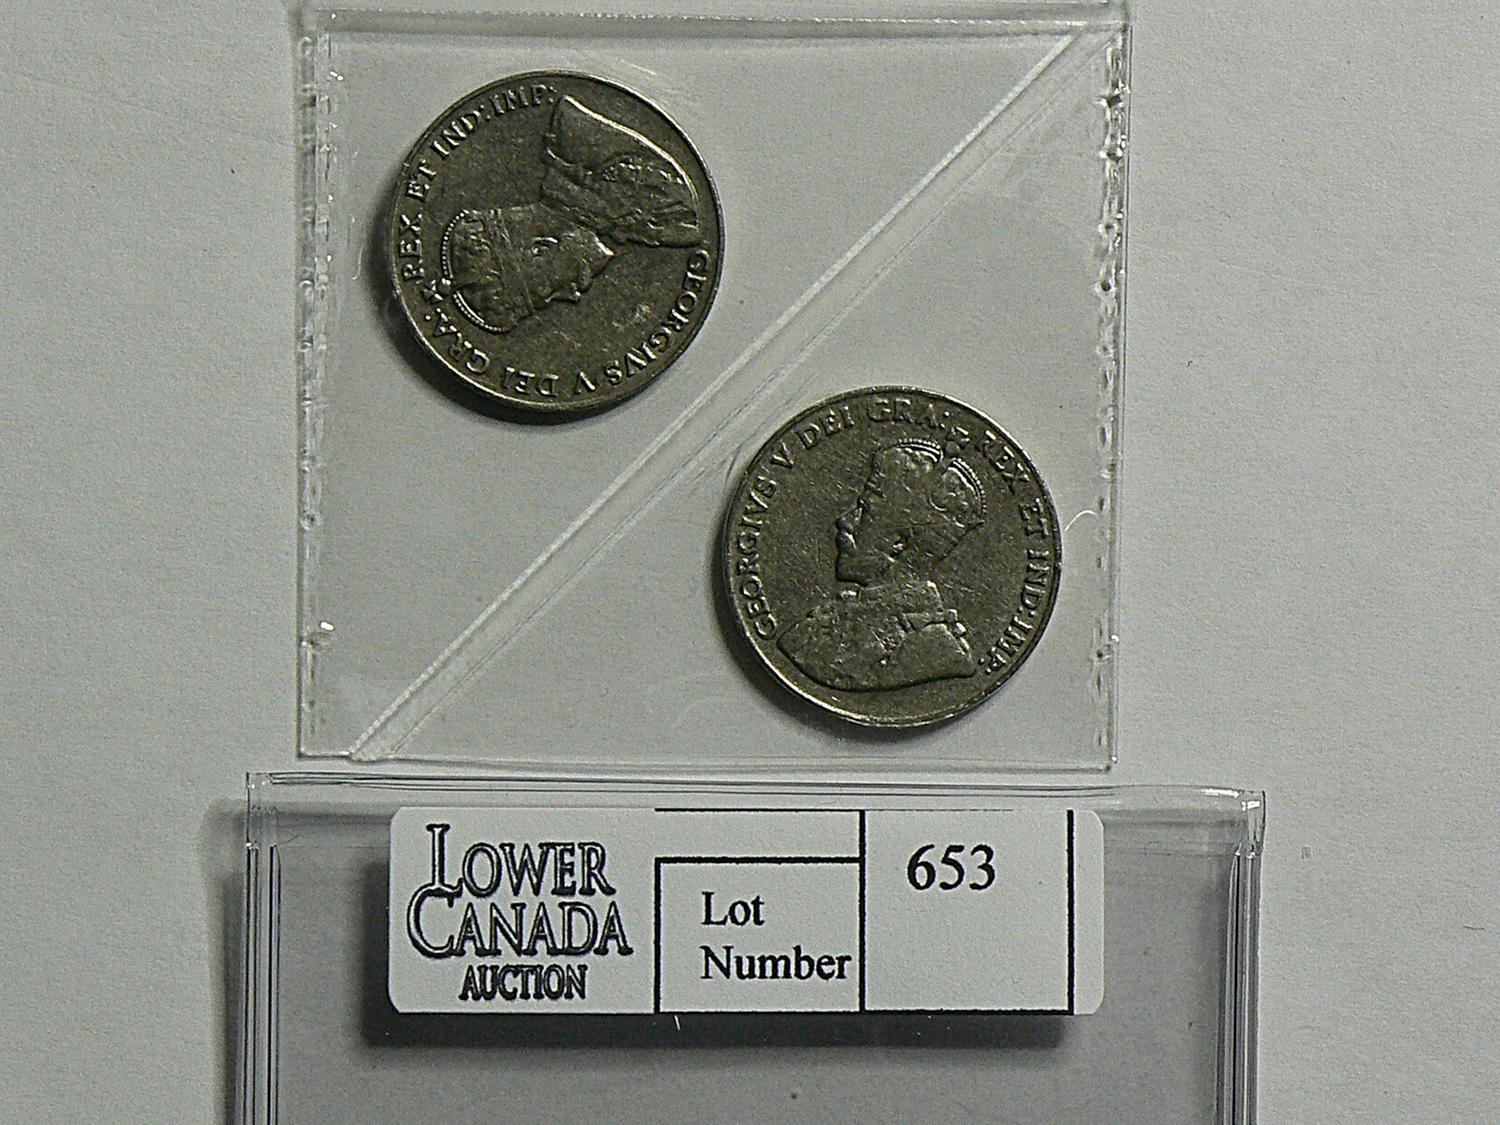 GEORGIVS V DEI GRA: REX ET IND: IMP:
GEORGIVS V DEI GRA: REX ET IND: IMP:
LOWER
CANADA
AUCTION
Lot
Number
653